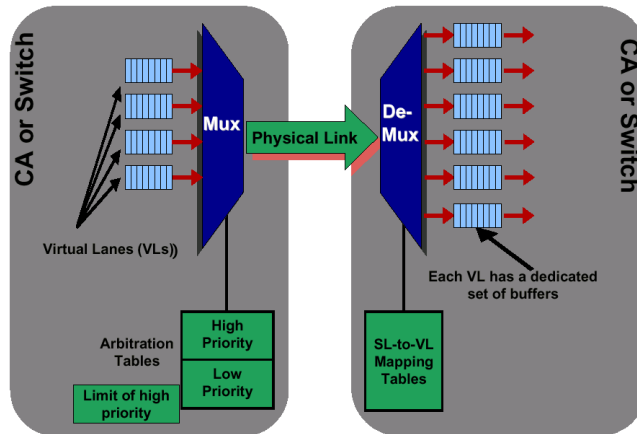 CA or Switch
Mux
Virtual Lanes (VLs))
Physical Link
De-
Mux
CA or Switch
Each VL has a dedicated
set of buffers
Arbitration
Tables
High
Priority
Low
Priority
Limit of high
priority
SL-to-VL
Mapping
Tables